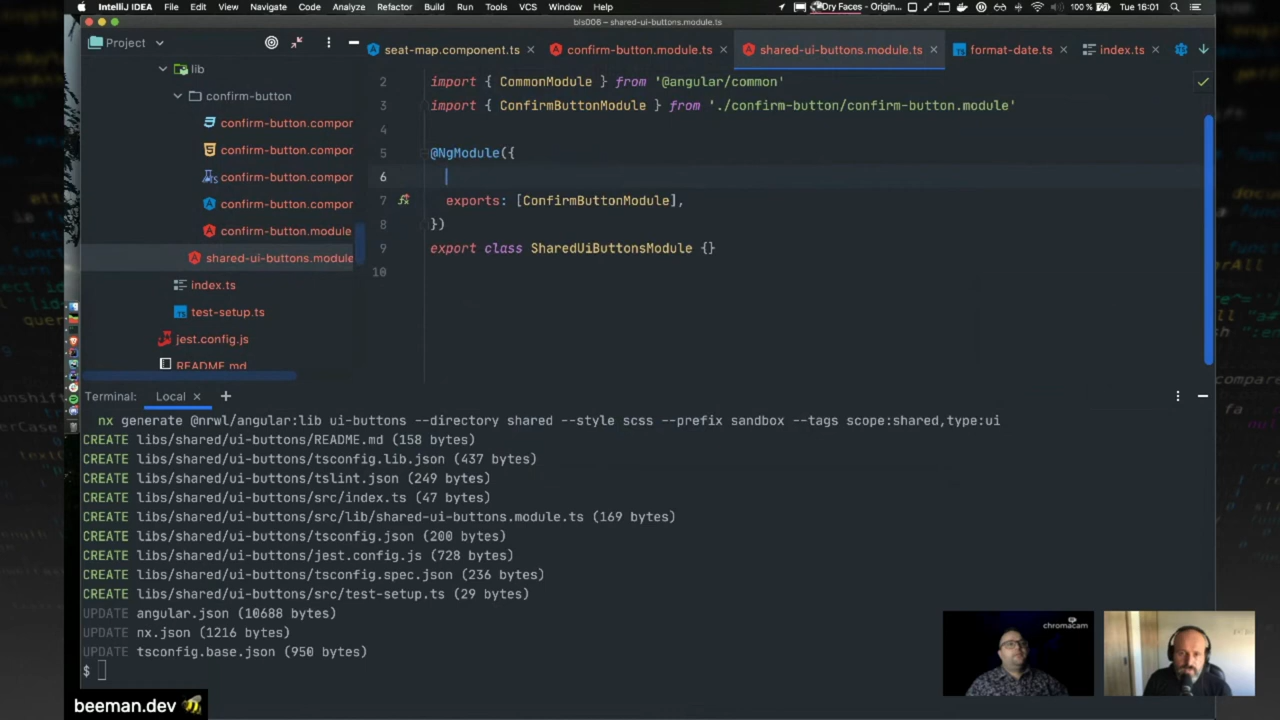 IntelliJ IDEA File Edit View Navigate Code Analyze Refactor Build Run Tools VCS Window Help Dry Faces - Origin... 100 % Tue 16:01
bls006 – shared-ui-buttons.module.ts
Project
seat-map.component.ts confirm-button.module.ts shared-ui-buttons.module.ts format-date.ts index.ts
lib
confirm-button
confirm-button.compor
confirm-button.compor
confirm-button.compor
confirm-button.compor
confirm-button.module
shared-ui-buttons.module
index.ts
test-setup.ts
jest.config.js
README.md
2 import { CommonModule } from '@angular/common'
3 import { ConfirmButtonModule } from './confirm-button/confirm-button.module'
4
5 @NgModule({
6
7 exports: [ConfirmButtonModule],
8 })
9 export class SharedUiButtonsModule {}
10
Terminal: Local
nx generate @nrwl/angular:lib ui-buttons --directory shared --style scss --prefix sandbox --tags scope:shared,type:ui
CREATE libs/shared/ui-buttons/README.md (158 bytes)
CREATE libs/shared/ui-buttons/tsconfig.lib.json (437 bytes)
CREATE libs/shared/ui-buttons/tslint.json (249 bytes)
CREATE libs/shared/ui-buttons/src/index.ts (47 bytes)
CREATE libs/shared/ui-buttons/src/lib/shared-ui-buttons.module.ts (169 bytes)
CREATE libs/shared/ui-buttons/tsconfig.json (200 bytes)
CREATE libs/shared/ui-buttons/jest.config.js (728 bytes)
CREATE libs/shared/ui-buttons/tsconfig.spec.json (236 bytes)
CREATE libs/shared/ui-buttons/src/test-setup.ts (29 bytes)
UPDATE angular.json (10688 bytes)
UPDATE nx.json (1216 bytes)
UPDATE tsconfig.base.json (950 bytes)
$
chromacam
beeman.dev